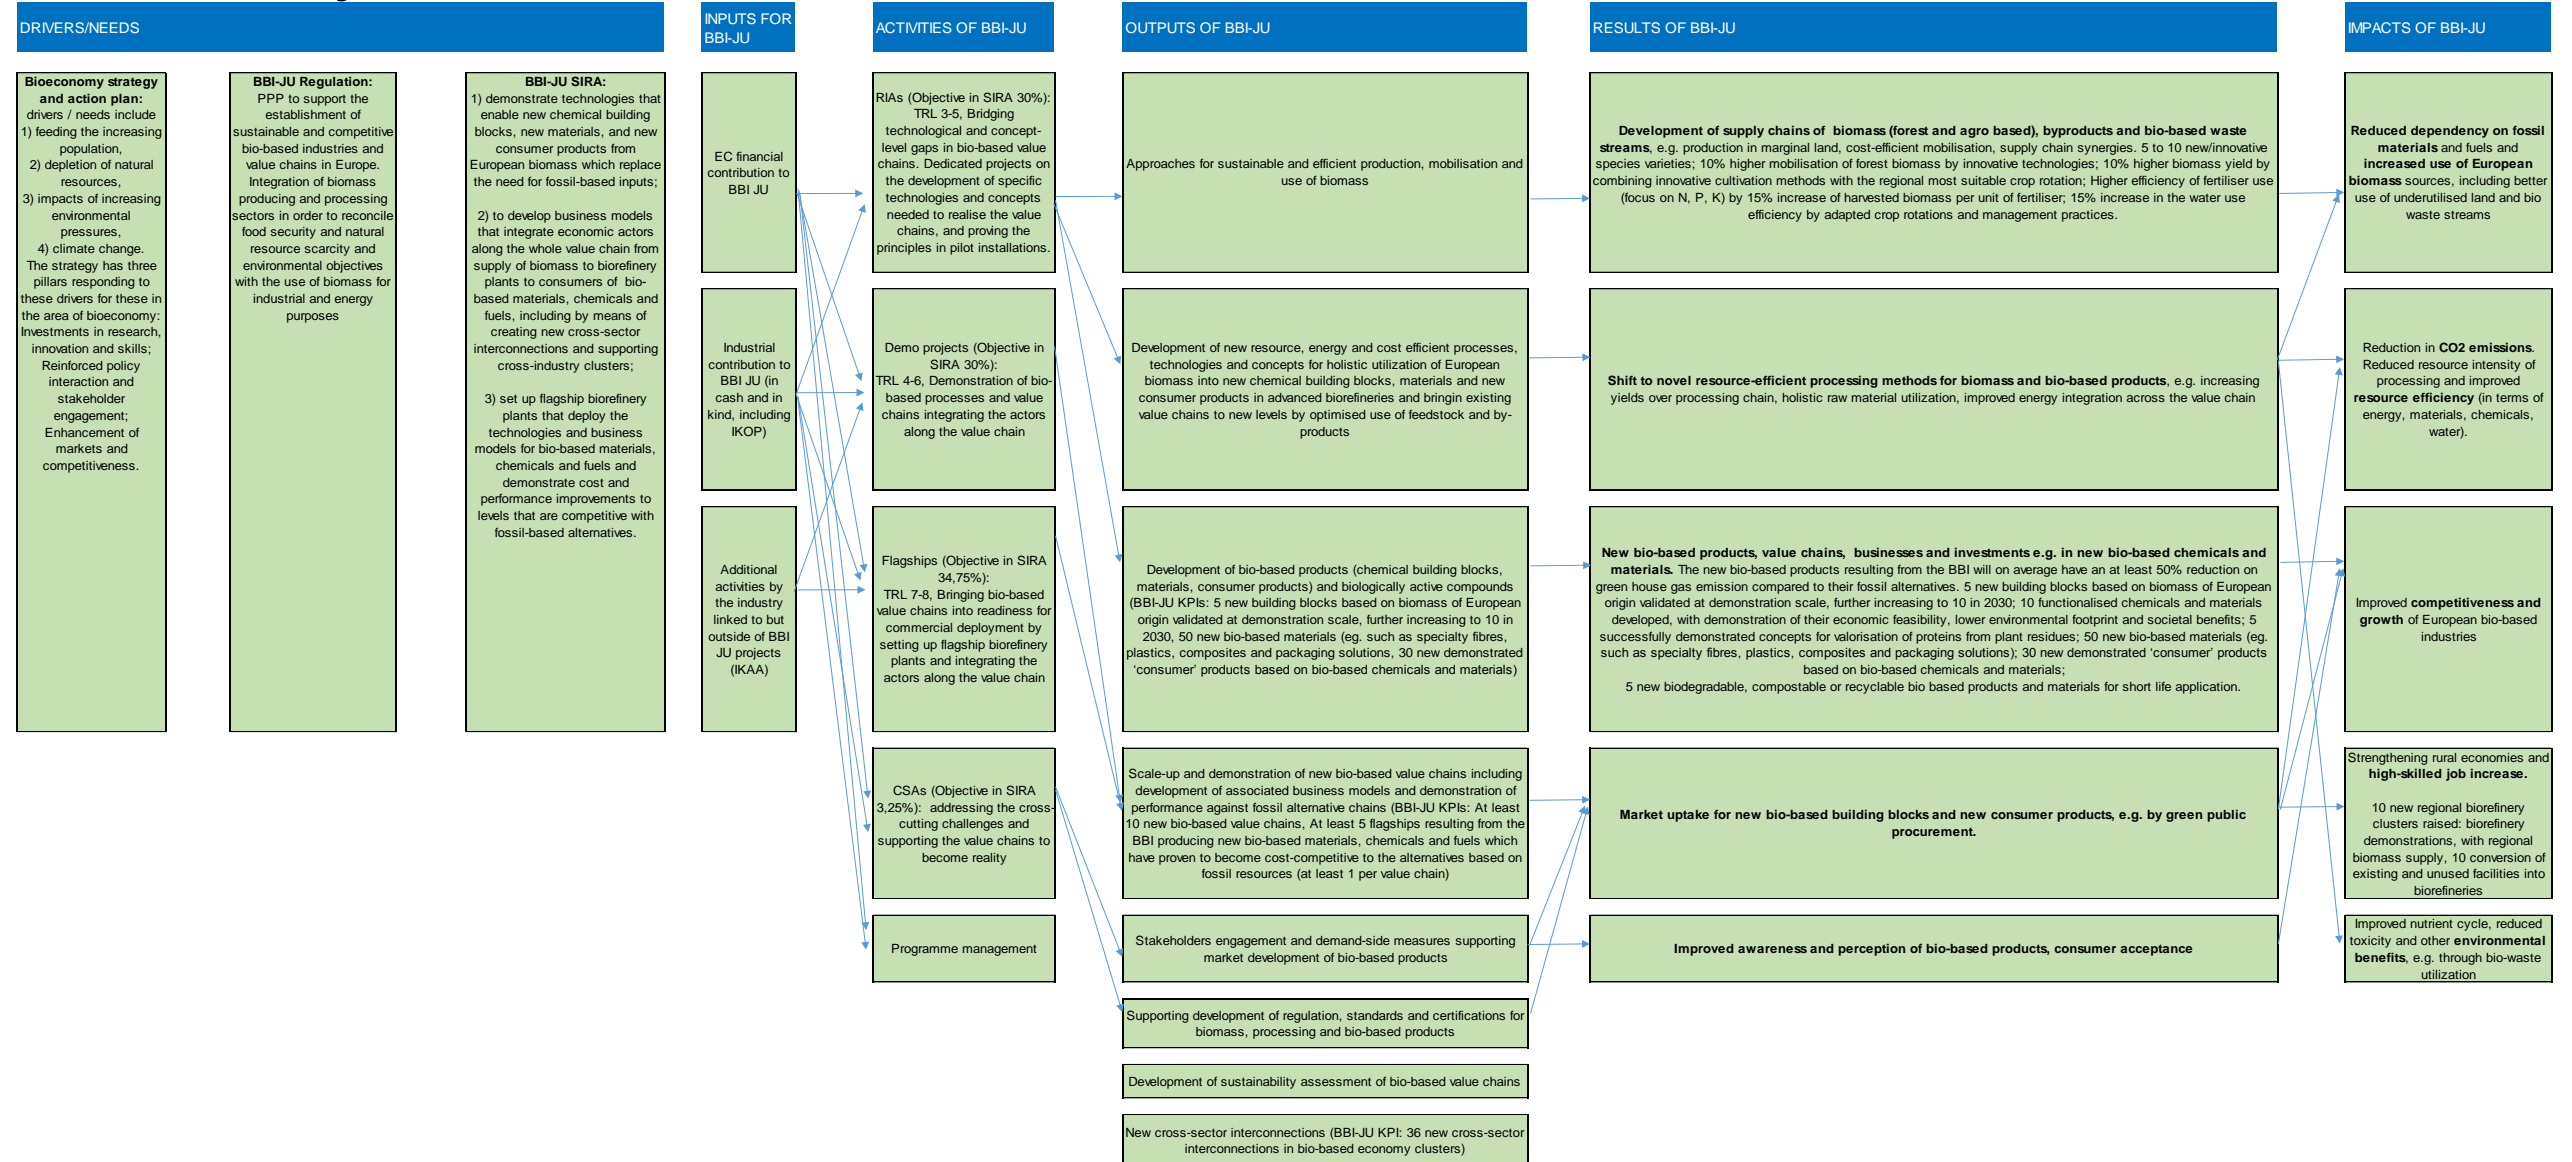 DRIVERS/NEEDS
INPUTS FOR
BBI-JU
ACTIVITIES OF BBI-JU
OUTPUTS OF BBI-JU
RESULTS OF BBI-JU
IMPACTS OF BBI-JU
Bioeconomy strategy
and action plan:
drivers / needs include
1) feeding the increasing
population,
2) depletion of natural
resources,
3) impacts of increasing
environmental
pressures,
4) climate change.
The strategy has three
pillars responding to
these drivers for these in
the area of bioeconomy:
Investments in research,
innovation and skills;
Reinforced policy
interaction and
stakeholder
engagement;
Enhancement of
markets and
competitiveness.
BBI-JU Regulation:
PPP to support the
establishment of
sustainable and competitive
bio-based industries and
value chains in Europe.
Integration of biomass
producing and processing
sectors in order to reconcile
food security and natural
resource scarcity and
environmental objectives
with the use of biomass for
industrial and energy
purposes
BBI-JU SIRA:
1) demonstrate technologies that
enable new chemical building
blocks, new materials, and new
consumer products from
European biomass which replace
the need for fossil-based inputs;
2) to develop business models
that integrate economic actors
along the whole value chain from
supply of biomass to biorefinery
plants to consumers of  bio-
based materials, chemicals and
fuels, including by means of
creating new cross-sector
interconnections and supporting
cross-industry clusters;
3) set up flagship biorefinery
plants that deploy the
technologies and business
models for bio-based materials,
chemicals and fuels and
demonstrate cost and
performance improvements to
levels that are competitive with
fossil-based alternatives.
EC financial
contribution to
BBI JU
Industrial
contribution to
BBI JU (in
cash and in
kind, including
IKOP)
Additional
activities by
the industry
linked to but
outside of BBI
JU projects
(IKAA)
RIAs (Objective in SIRA 30%):
TRL 3-5, Bridging
technological and concept-
level gaps in bio-based value
chains. Dedicated projects on
the development of specific
technologies and concepts
needed to realise the value
chains, and proving the
principles in pilot installations.
Demo projects (Objective in
SIRA 30%):
TRL 4-6, Demonstration of bio-
based processes and value
chains integrating the actors
along the value chain
Flagships (Objective in SIRA
34,75%):
TRL 7-8, Bringing bio-based
value chains into readiness for
commercial deployment by
setting up flagship biorefinery
plants and integrating the
actors along the value chain
CSAs (Objective in SIRA
3,25%):  addressing the cross-
cutting challenges and
supporting the value chains to
become reality
Programme management
Approaches for sustainable and efficient production, mobilisation and
use of biomass
Development of new resource, energy and cost efficient processes,
technologies and concepts for holistic utilization of European
biomass into new chemical building blocks, materials and new
consumer products in advanced biorefineries and bringin existing
value chains to new levels by optimised use of feedstock and by-
products
Development of bio-based products (chemical building blocks,
materials, consumer products) and biologically active compounds
(BBI-JU KPIs: 5 new building blocks based on biomass of European
origin validated at demonstration scale, further increasing to 10 in
2030, 50 new bio-based materials (eg. such as specialty fibres,
plastics, composites and packaging solutions, 30 new demonstrated
‘consumer’ products based on bio-based chemicals and materials)
Scale-up and demonstration of new bio-based value chains including
development of associated business models and demonstration of
performance against fossil alternative chains (BBI-JU KPIs: At least
10 new bio-based value chains, At least 5 flagships resulting from the
BBI producing new bio-based materials, chemicals and fuels which
have proven to become cost-competitive to the alternatives based on
fossil resources (at least 1 per value chain)
Stakeholders engagement and demand-side measures supporting
market development of bio-based products
Supporting development of regulation, standards and certifications for
biomass, processing and bio-based products
Development of sustainability assessment of bio-based value chains
New cross-sector interconnections (BBI-JU KPI: 36 new cross-sector
interconnections in bio-based economy clusters)
Development of supply chains of  biomass (forest and agro based), byproducts and bio-based waste
streams, e.g. production in marginal land, cost-efficient mobilisation, supply chain synergies. 5 to 10 new/innovative
species varieties; 10% higher mobilisation of forest biomass by innovative technologies; 10% higher biomass yield by
combining innovative cultivation methods with the regional most suitable crop rotation; Higher efficiency of fertiliser use
(focus on N, P, K) by 15% increase of harvested biomass per unit of fertiliser; 15% increase in the water use
efficiency by adapted crop rotations and management practices.
Shift to novel resource-efficient processing methods for biomass and bio-based products, e.g. increasing
yields over processing chain, holistic raw material utilization, improved energy integration across the value chain
New bio-based products, value chains,  businesses and investments e.g. in new bio-based chemicals and
materials. The new bio-based products resulting from the BBI will on average have an at least 50% reduction on
green house gas emission compared to their fossil alternatives. 5 new building blocks based on biomass of European
origin validated at demonstration scale, further increasing to 10 in 2030; 10 functionalised chemicals and materials
developed, with demonstration of their economic feasibility, lower environmental footprint and societal benefits; 5
successfully demonstrated concepts for valorisation of proteins from plant residues; 50 new bio-based materials (eg.
such as specialty fibres, plastics, composites and packaging solutions); 30 new demonstrated ‘consumer’ products
based on bio-based chemicals and materials;
5 new biodegradable, compostable or recyclable bio based products and materials for short life application.
Market uptake for new bio-based building blocks and new consumer products, e.g. by green public
procurement.
Improved awareness and perception of bio-based products, consumer acceptance
Reduced dependency on fossil
materials and fuels and
increased use of European
biomass sources, including better
use of underutilised land and bio
waste streams
Reduction in CO2 emissions.
Reduced resource intensity of
processing and improved
resource efficiency (in terms of
energy, materials, chemicals,
water).
Improved competitiveness and
growth of European bio-based
industries
Strengthening rural economies and
high-skilled job increase.
10 new regional biorefinery
clusters raised: biorefinery
demonstrations, with regional
biomass supply, 10 conversion of
existing and unused facilities into
biorefineries
Improved nutrient cycle, reduced
toxicity and other environmental
benefits, e.g. through bio-waste
utilization